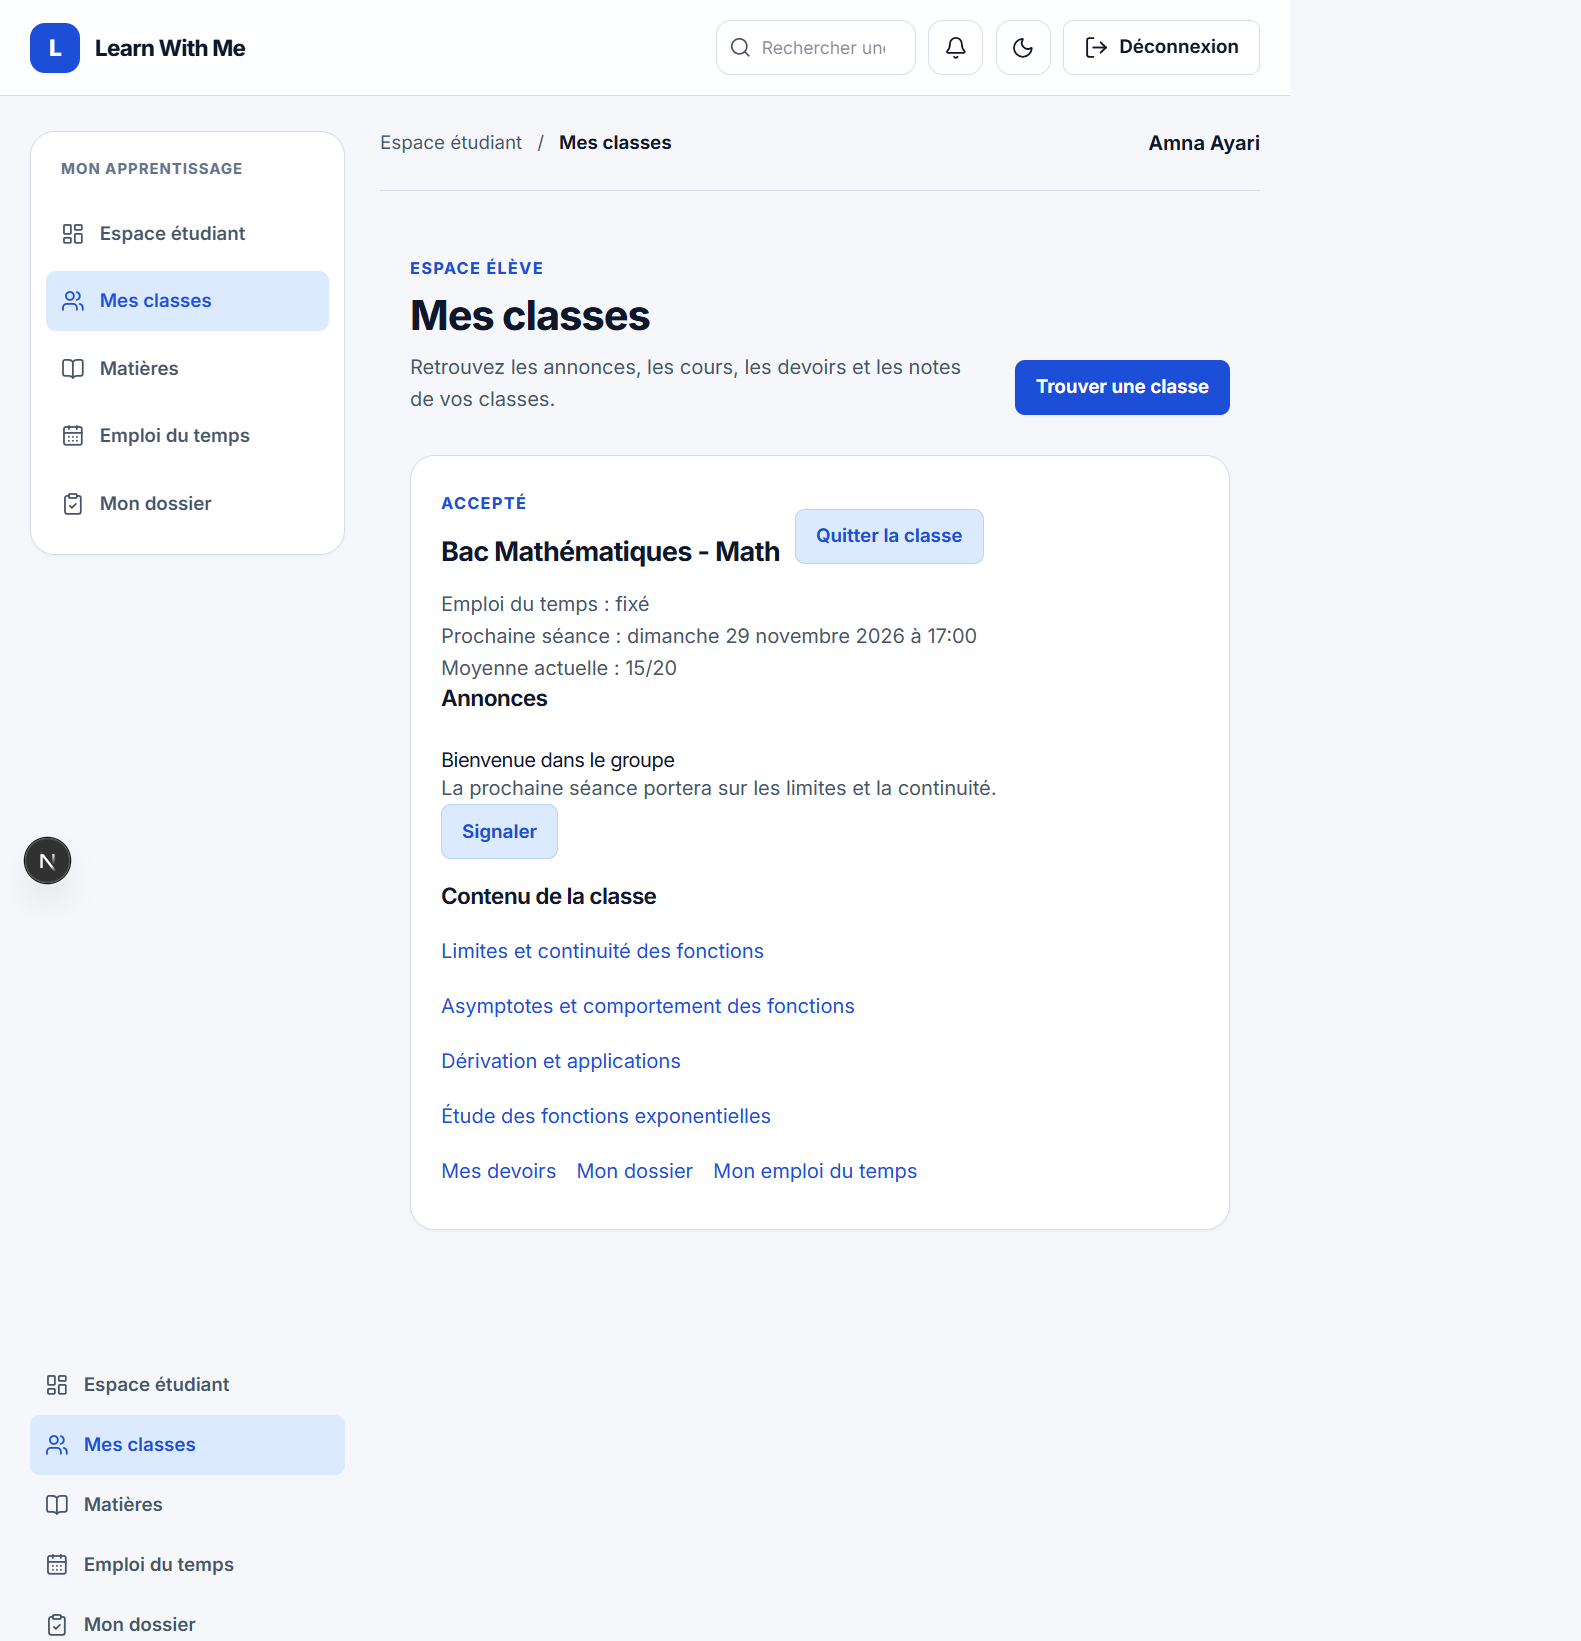 L Learn With Me
Rechercher un
Déconnexion
MON APPRENTISSAGE
Espace étudiant
Mes classes
Matières
Emploi du temps
Mon dossier
Espace étudiant / Mes classes
Amna Ayari
ESPACE ÉLÈVE
Mes classes
Retrouvez les annonces, les cours, les devoirs et les notes
de vos classes.
Trouver une classe
ACCEPTÉ
Bac Mathématiques - Math
Quitter la classe
Emploi du temps : fixé
Prochaine séance : dimanche 29 novembre 2026 à 17:00
Moyenne actuelle : 15/20
Annonces
Bienvenue dans le groupe
La prochaine séance portera sur les limites et la continuité.
Signaler
N
Contenu de la classe
Limites et continuité des fonctions
Asymptotes et comportement des fonctions
Dérivation et applications
Étude des fonctions exponentielles
Mes devoirs Mon dossier Mon emploi du temps
Espace étudiant
Mes classes
Matières
Emploi du temps
Mon dossier